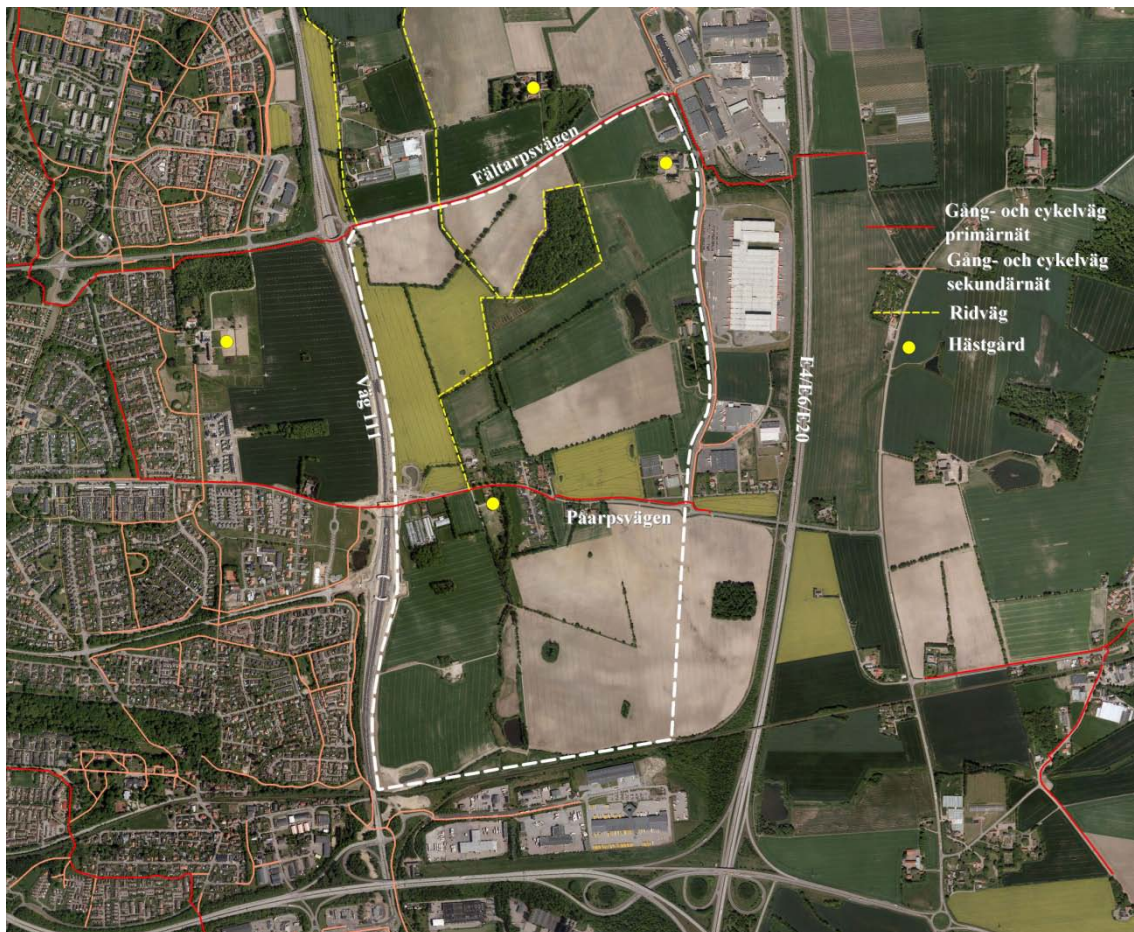 Fältarpsvägen
Väg 111
E4/E6/E20
Påarpsvägen
Gång- och cykelväg
primärnät
Gång- och cykelväg
sekundärnät
Ridväg
Hästgård